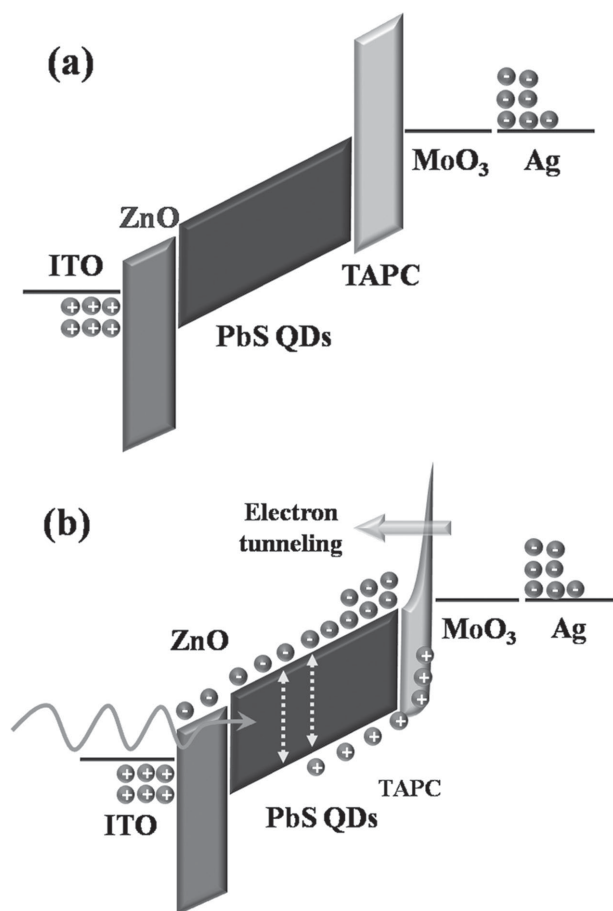 (a)
ZnO
ITO
MoO₃
Ag
TAPC
PbS QDs
(b)
Electron
tunneling
ZnO
MoO₃
Ag
ITO
TAPC
PbS QDs